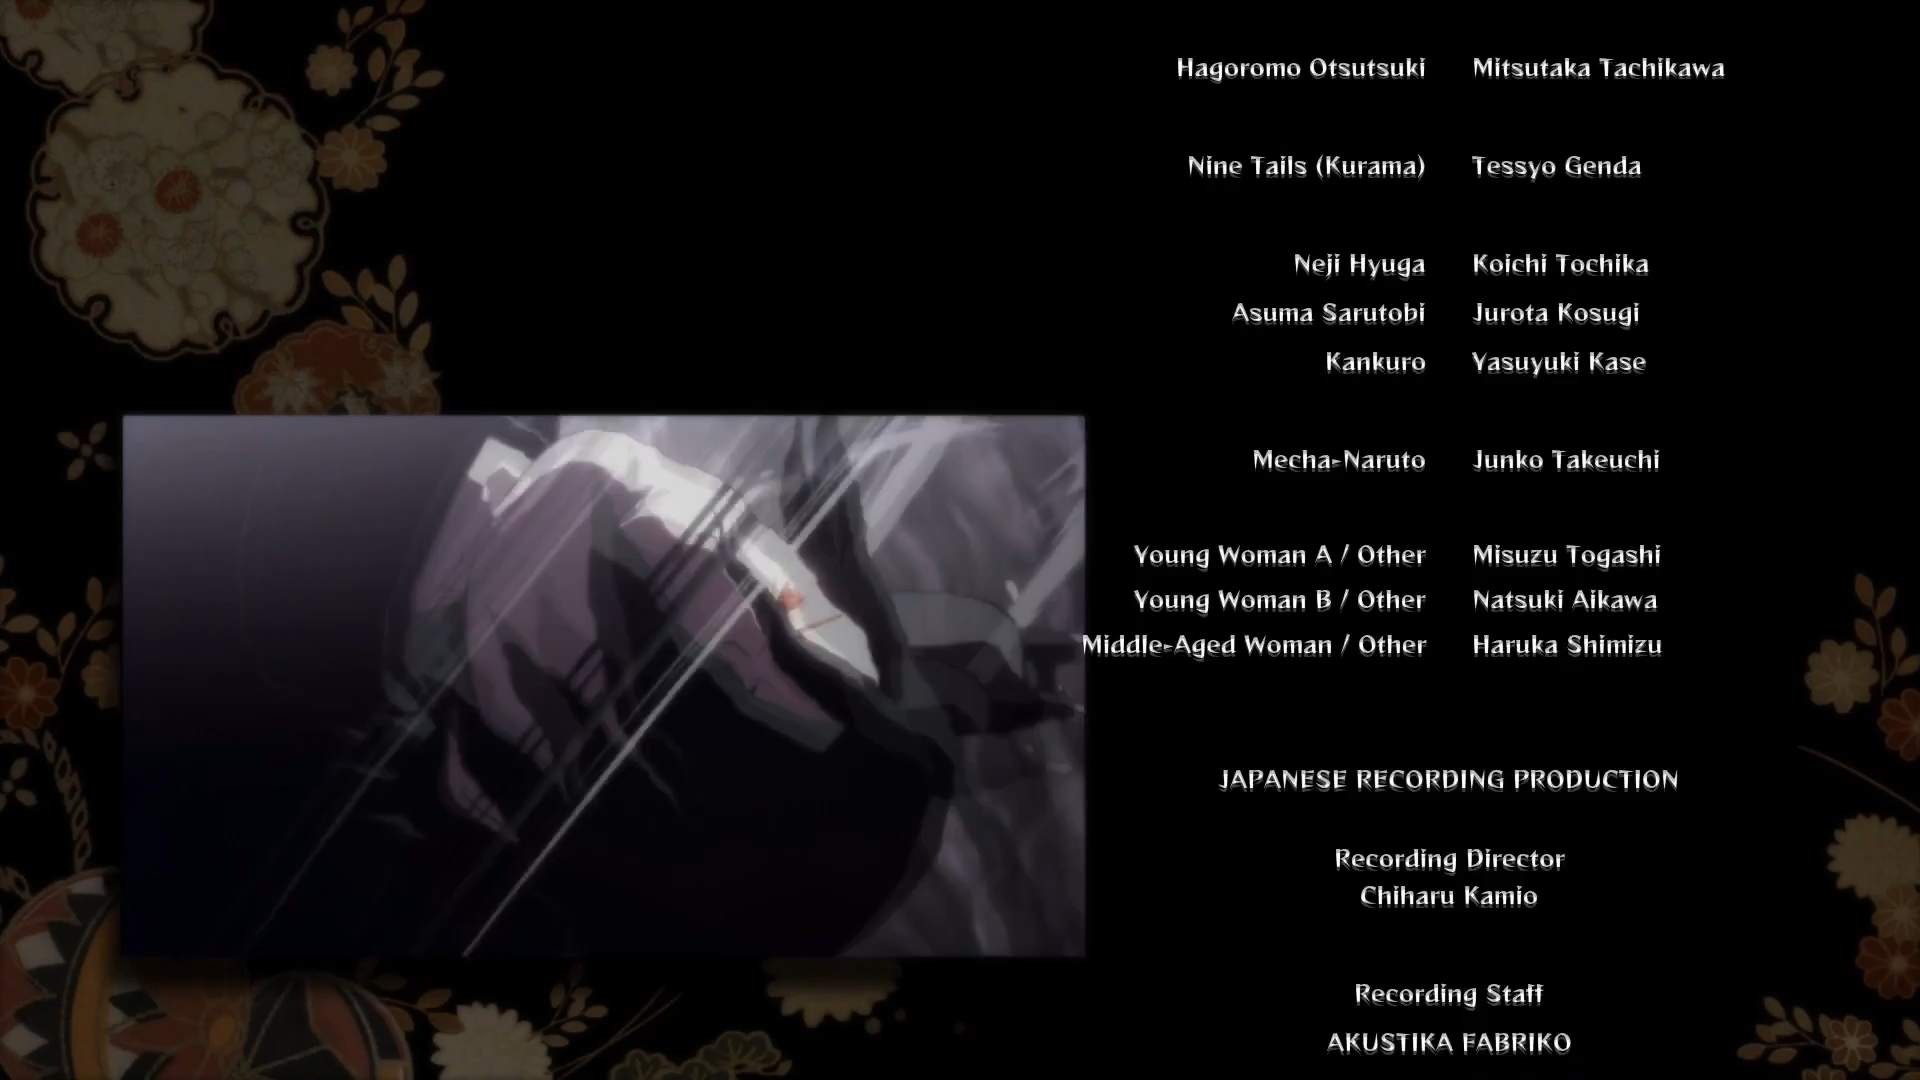 Hagoromo Otsutsuki Mitsutaka Tachikawa
Nine Tails (Kurama) Tessyo Genda
Neji Hyuga Koichi Tochika
Asuma Sarutobi Jurota Kosugi
Kankuro Yasuyuki Kase
Mecha-Naruto Junko Takeuchi
Young Woman A / Other Misuzu Togashi
Young Woman B / Other Natsuki Aikawa
Middle-Aged Woman / Other Haruka Shimizu
JAPANESE RECORDING PRODUCTION
Recording Director
Chiharu Kamio
Recording Staff
AKUSTIKA FABRIKO